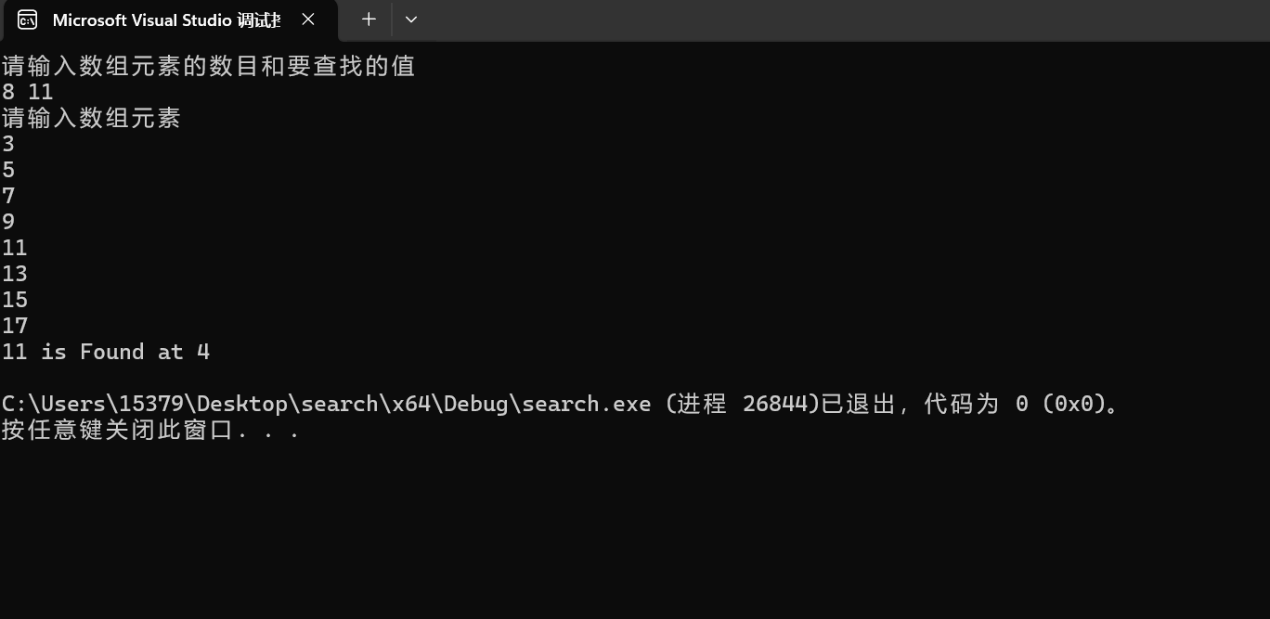 Microsoft Visual Studio 调试
请输入数组元素的数目和要查找的值
8 11
请输入数组元素
3
5
7
9
11
13
15
17
11 is Found at 4
C:\Users\15379\Desktop\search\x64\Debug\search.exe (进程 26844)已退出，代码为 0 (0x0)。
按任意键关闭此窗口. . .